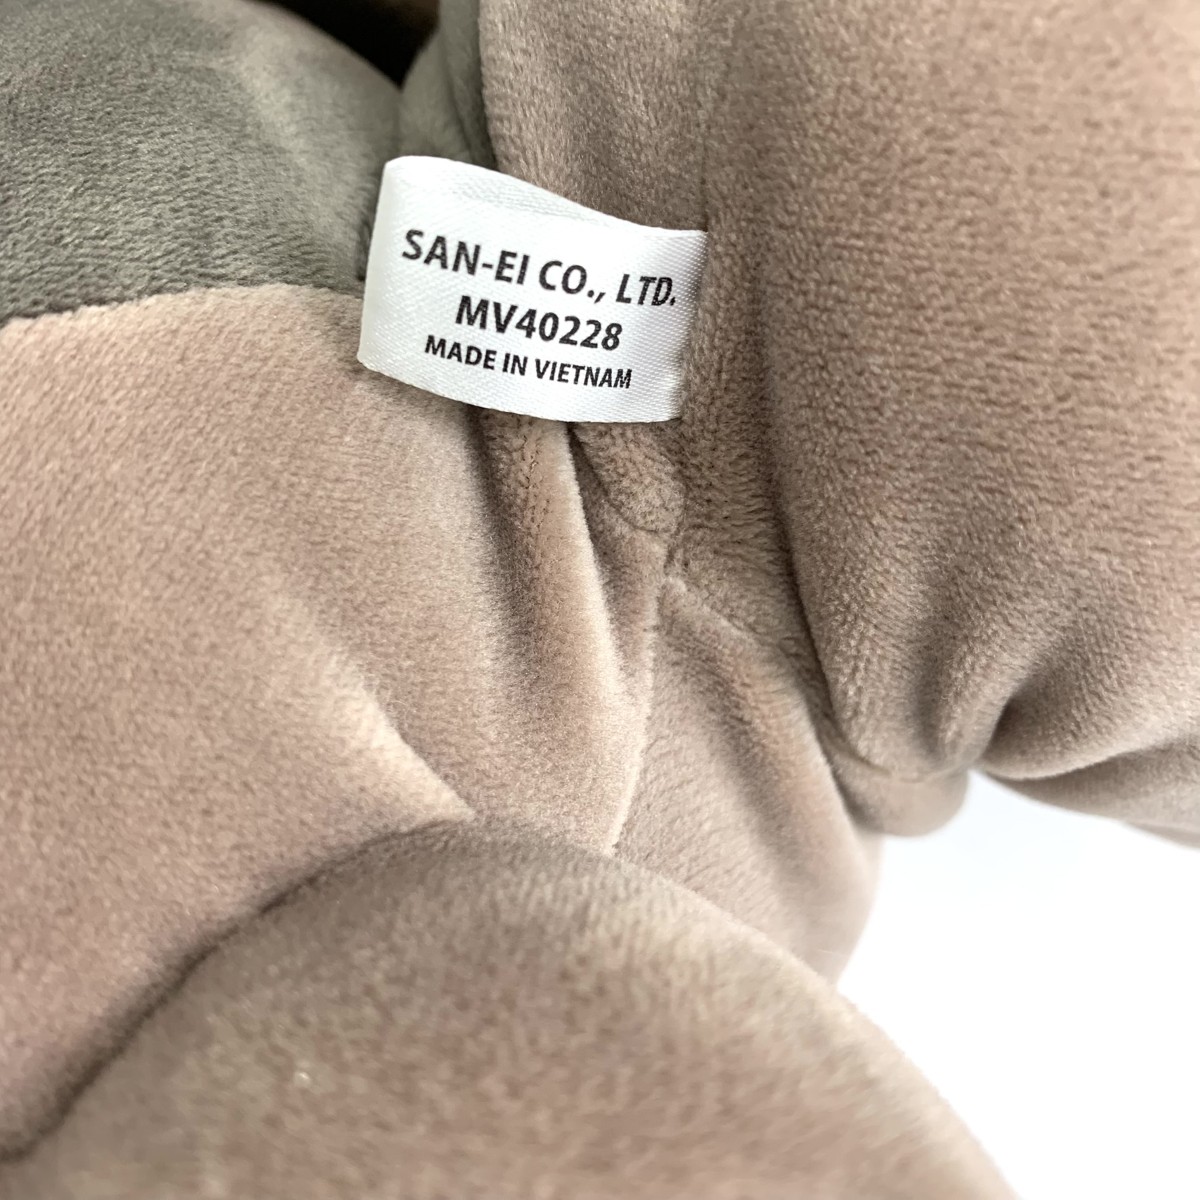 SAN-EI CO., LTD.
MV40228
MADE IN VIETNAM